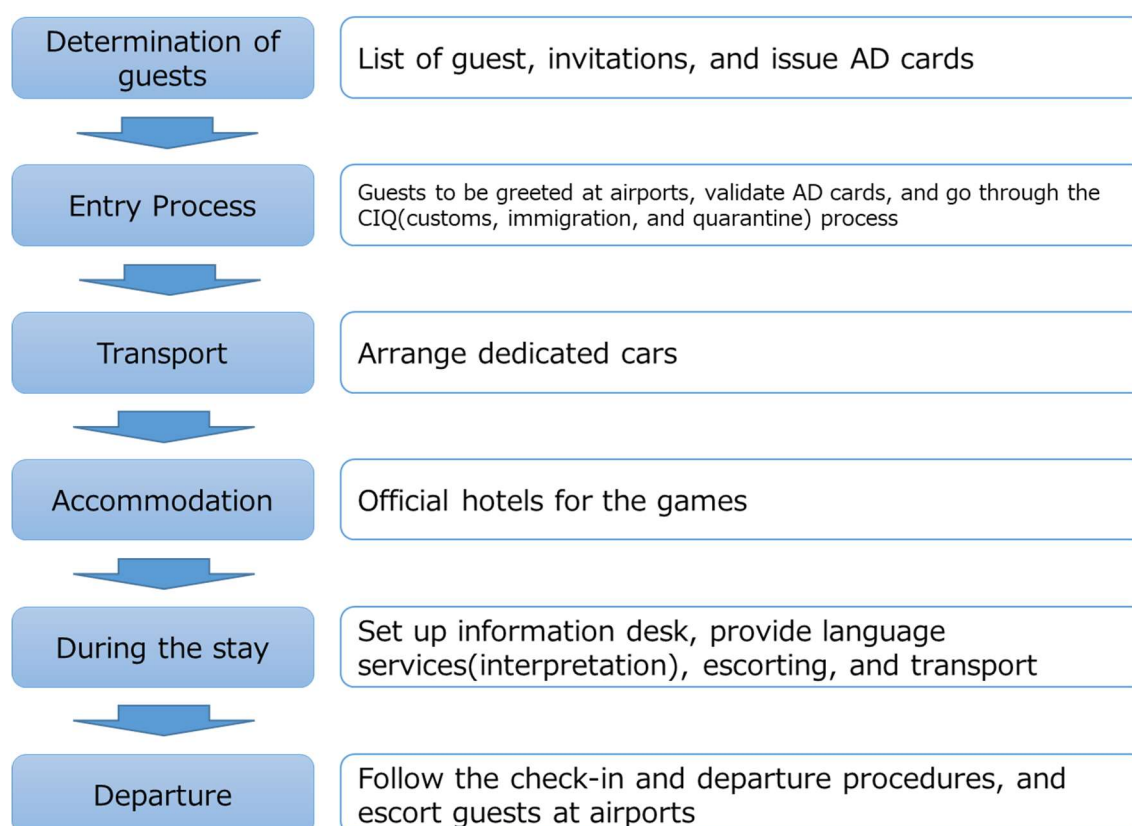 Determination of
guests
List of guest, invitations, and issue AD cards
Entry Process
Guests to be greeted at airports, validate AD cards, and go through the
CIQ(customs, immigration, and quarantine) process
Transport
Arrange dedicated cars
Accommodation
Official hotels for the games
During the stay
Set up information desk, provide language
services(interpretation), escorting, and transport
Departure
Follow the check-in and departure procedures, and
escort guests at airports